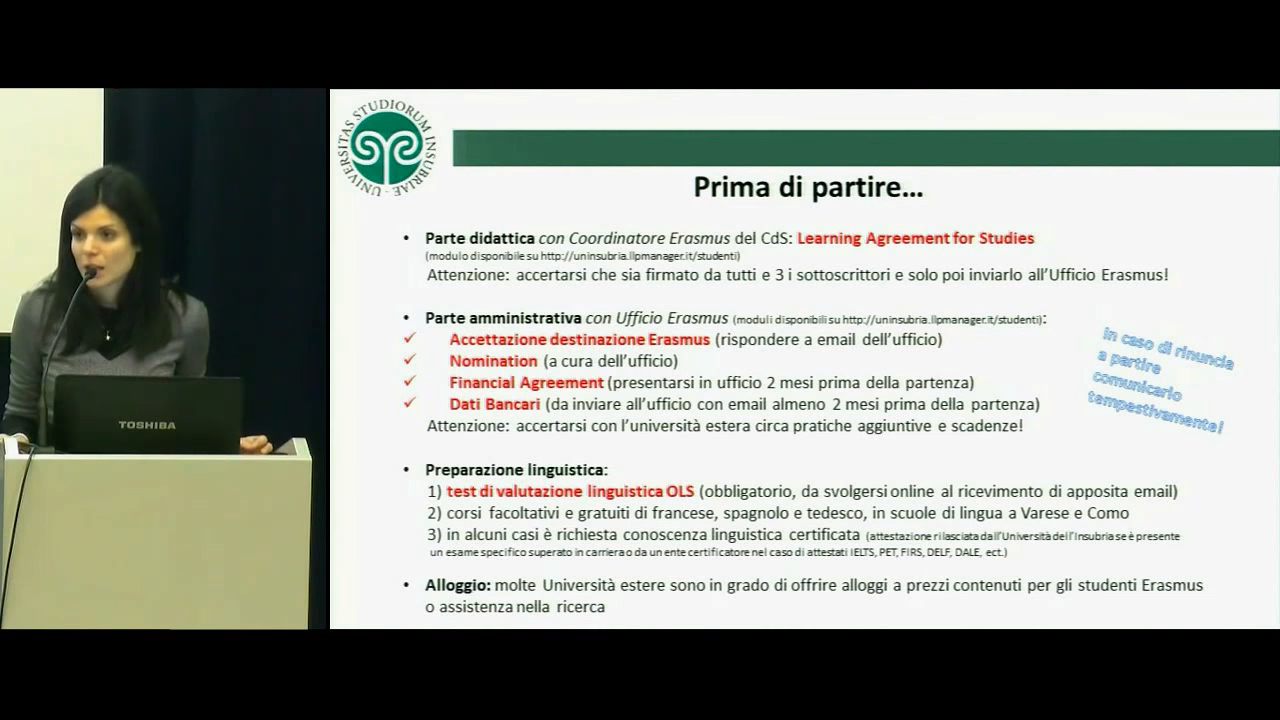 UNIVERSITAS STUDIORUM INSUBRIAE
Prima di partire...
• Parte didattica con Coordinatore Erasmus del CdS: Learning Agreement for Studies
(modulo disponibile su http://uninsubria.llpmanager.it/studenti)
Attenzione: accertarsi che sia firmato da tutti e 3 i sottoscrittori e solo poi inviarlo all'Ufficio Erasmus!
• Parte amministrativa con Ufficio Erasmus (moduli disponibili su http://uninsubria.llpmanager.it/studenti):
✓ Accettazione destinazione Erasmus (rispondere a email dell'ufficio)
✓ Nomination (a cura dell'ufficio)
✓ Financial Agreement (presentarsi in ufficio 2 mesi prima della partenza)
✓ Dati Bancari (da inviare all'ufficio con email almeno 2 mesi prima della partenza)
Attenzione: accertarsi con l'università estera circa pratiche aggiuntive e scadenze!
In caso di rinuncia
a partire
comunicarlo
tempestivamente!
• Preparazione linguistica:
1) test di valutazione linguistica OLS (obbligatorio, da svolgersi online al ricevimento di apposita email)
2) corsi facoltativi e gratuiti di francese, spagnolo e tedesco, in scuole di lingua a Varese e Como
3) in alcuni casi è richiesta conoscenza linguistica certificata (attestazione rilasciata dall'Università dell'Insubria se è presente
un esame specifico superato in carriera o da un ente certificatore nel caso di attestati IELTS, PET, FIRS, DELF, DALE, ect.)
• Alloggio: molte Università estere sono in grado di offrire alloggi a prezzi contenuti per gli studenti Erasmus
o assistenza nella ricerca
TOSHIBA